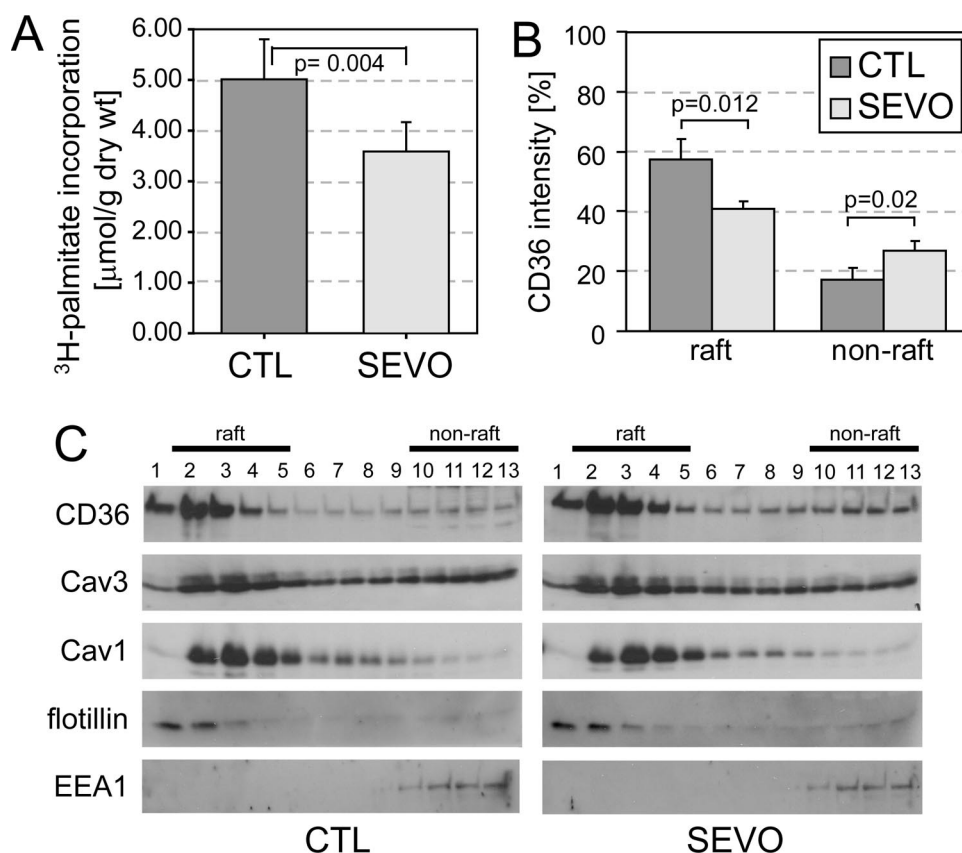 A
³H-palmitate incorporation
[µmol/g dry wt]
6.00
5.00
4.00
3.00
2.00
1.00
0.00
p= 0.004
CTL SEVO
B
CD36 intensity [%]
100
80
60
40
20
0
CTL
SEVO
p=0.012
p=0.02
raft non-raft
C
raft non-raft raft non-raft
1 2 3 4 5 6 7 8 9 10 11 12 13 1 2 3 4 5 6 7 8 9 10 11 12 13
CD36
Cav3
Cav1
flotillin
EEA1
CTL SEVO